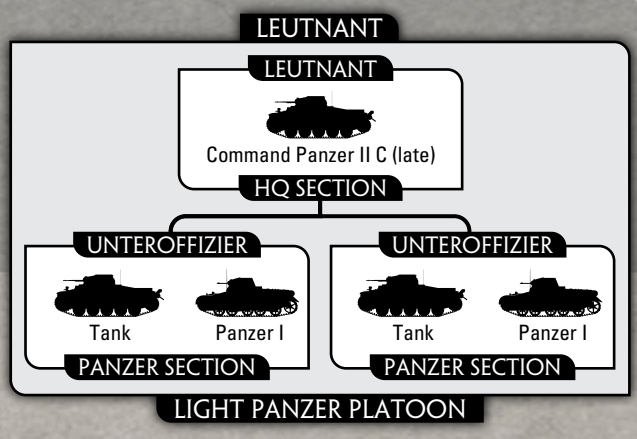 LEUTNANT
LEUTNANT
Command Panzer II C (late)
HQ SECTION
UNTEROFFIZIER
Tank Panzer I
PANZER SECTION
UNTEROFFIZIER
Tank Panzer I
PANZER SECTION
LIGHT PANZER PLATOON